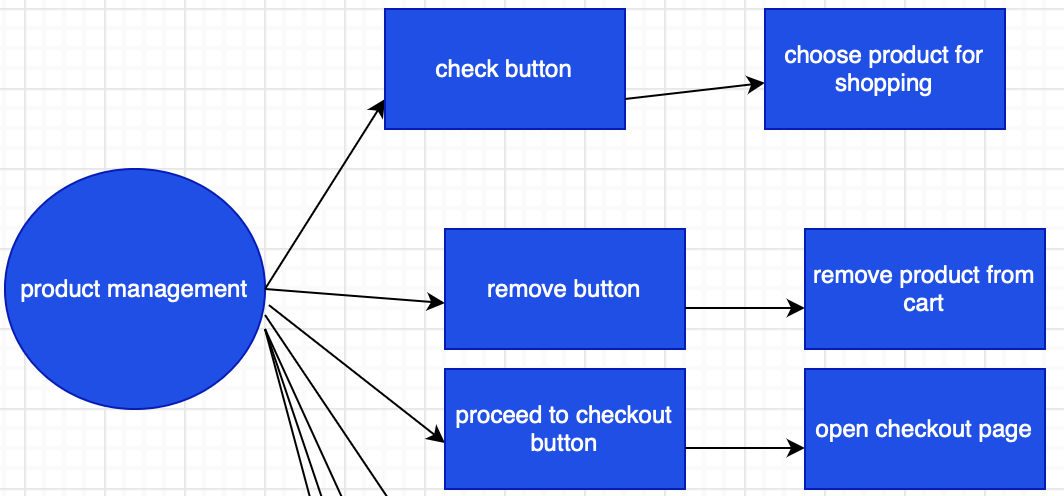 check button
choose product for
shopping
product management
remove button
remove product from
cart
proceed to checkout
button
open checkout page